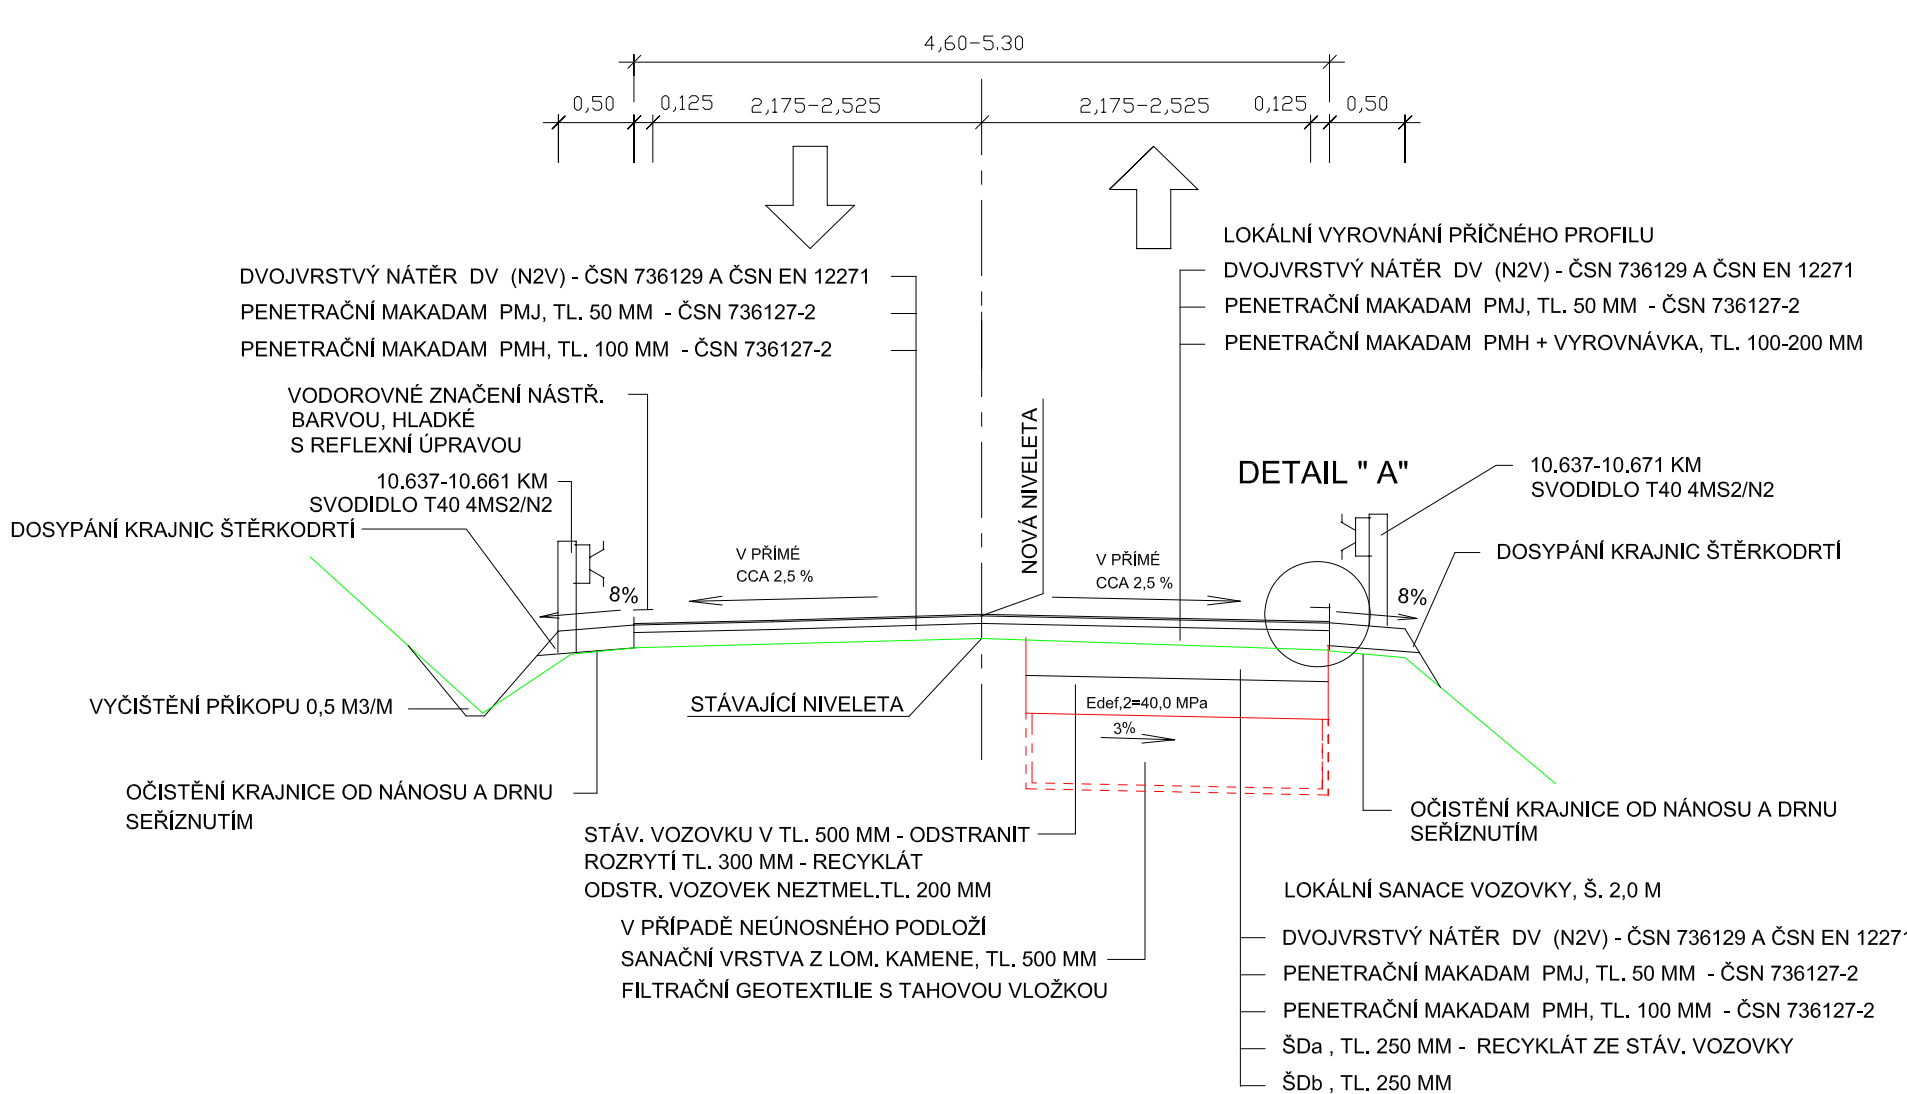 4,60-5.30
0,50
0,125
2,175-2,525
2,175-2,525
0,125
0,50
DVOJVRSTVÝ NÁTĚR DV (N2V) - ČSN 736129 A ČSN EN 12271
PENETRAČNÍ MAKADAM PMJ, TL. 50 MM - ČSN 736127-2
PENETRAČNÍ MAKADAM PMH, TL. 100 MM - ČSN 736127-2
LOKÁLNÍ VYROVNÁNÍ PŘÍČNÉHO PROFILU
DVOJVRSTVÝ NÁTĚR DV (N2V) - ČSN 736129 A ČSN EN 12271
PENETRAČNÍ MAKADAM PMJ, TL. 50 MM - ČSN 736127-2
PENETRAČNÍ MAKADAM PMH + VYROVNÁVKA, TL. 100-200 MM
VODOROVNÉ ZNAČENÍ NÁSTŘ.
BARVOU, HLADKÉ
S REFLEXNÍ ÚPRAVOU
10.637-10.661 KM
SVODIDLO T40 4MS2/N2
DOSYPÁNÍ KRAJNIC ŠTĚRKODRTÍ
NOVÁ NIVELETA
DETAIL " A"
10.637-10.671 KM
SVODIDLO T40 4MS2/N2
DOSYPÁNÍ KRAJNIC ŠTĚRKODRTÍ
V PŘÍMÉ
CCA 2,5 %
V PŘÍMÉ
CCA 2,5 %
8%
8%
VYČIŠTĚNÍ PŘÍKOPU 0,5 M3/M
STÁVAJÍCÍ NIVELETA
Edef,2=40,0 MPa
3%
OČISTĚNÍ KRAJNICE OD NÁNOSU A DRNU
SEŘÍZNUTÍM
OČISTĚNÍ KRAJNICE OD NÁNOSU A DRNU
SEŘÍZNUTÍM
STÁV. VOZOVKU V TL. 500 MM - ODSTRANIT
ROZRYTÍ TL. 300 MM - RECYKLÁT
ODSTR. VOZOVEK NEZTMEL.TL. 200 MM
V PŘÍPADĚ NEÚNOSNÉHO PODLOŽÍ
SANAČNÍ VRSTVA Z LOM. KAMENE, TL. 500 MM
FILTRAČNÍ GEOTEXTILIE S TAHOVOU VLOŽKOU
LOKÁLNÍ SANACE VOZOVKY, Š. 2,0 M
DVOJVRSTVÝ NÁTĚR DV (N2V) - ČSN 736129 A ČSN EN 12271
PENETRAČNÍ MAKADAM PMJ, TL. 50 MM - ČSN 736127-2
PENETRAČNÍ MAKADAM PMH, TL. 100 MM - ČSN 736127-2
ŠDa , TL. 250 MM - RECYKLÁT ZE STÁV. VOZOVKY
ŠDb , TL. 250 MM